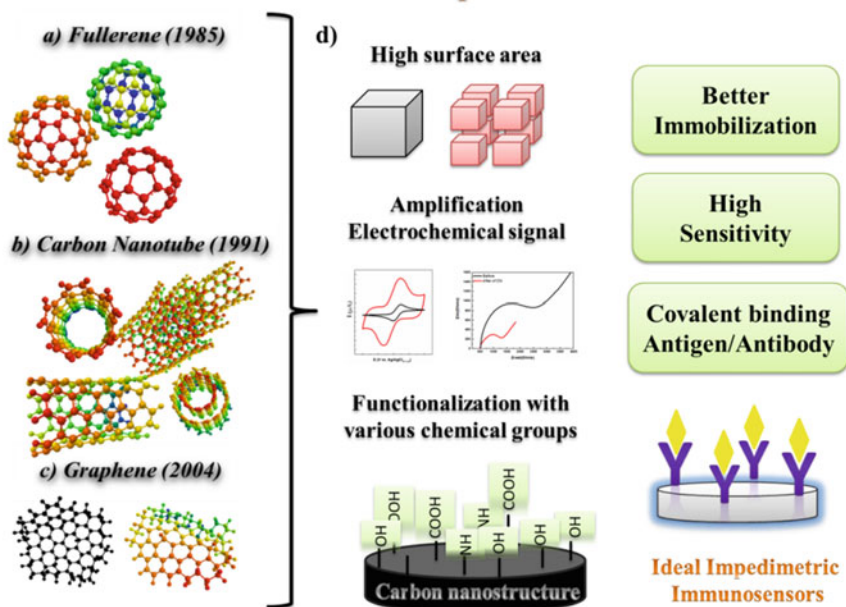 a) Fullerene (1985)
b) Carbon Nanotube (1991)
c) Graphene (2004)
d)
High surface area
Amplification
Electrochemical signal
Functionalization with
various chemical groups
OH
OOH
COOH
NH
NH
OH
COOH
OH
OH
Carbon nanostructure
Better
Immobilization
High
Sensitivity
Covalent binding
Antigen/Antibody
Ideal Impedimetric
Immunosensors